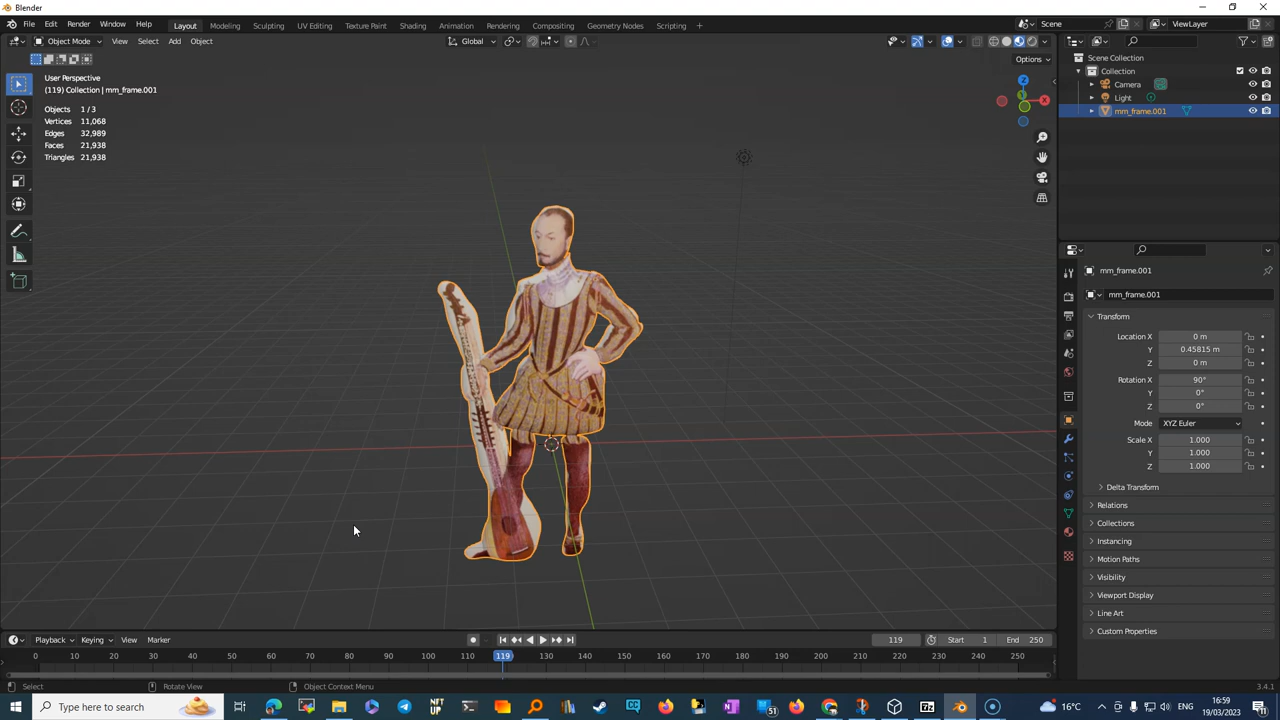 Blender
File Edit Render Window Help Layout Modeling Sculpting UV Editing Texture Paint Shading Animation Compositing Rendering Geometry Nodes Scripting + Scene ViewLayer
Object Mode View Select Add Object Global
Options
User Perspective
(119) Collection | mm_frame.001
Objects 1 / 3
Vertices 11,068
Edges 32,989
Faces 21,938
Triangles 21,938
Z
X
Y
Scene Collection
Collection
Camera
Light
mm_frame.001
mm_frame.001
mm_frame.001
Transform
Location X 0 m
Y 0.45815 m
Z 0 m
Rotation X 90°
Y 0°
Z 0°
Mode XYZ Euler
Scale X 1.000
Y 1.000
Z 1.000
Delta Transform
Relations
Collections
Instancing
Motion Paths
Visibility
Viewport Display
Line Art
Custom Properties
Playback Keying View Marker 119 Start 1 End 250
0 10 20 30 40 50 60 70 80 90 100 110 119 130 140 150 160 170 180 190 200 210 220 230 240 250
Select Rotate View Object Context Menu 3.4.1
Type here to search NFT UP CC N 51 7z 16°C ENG 16:59
19/03/2023